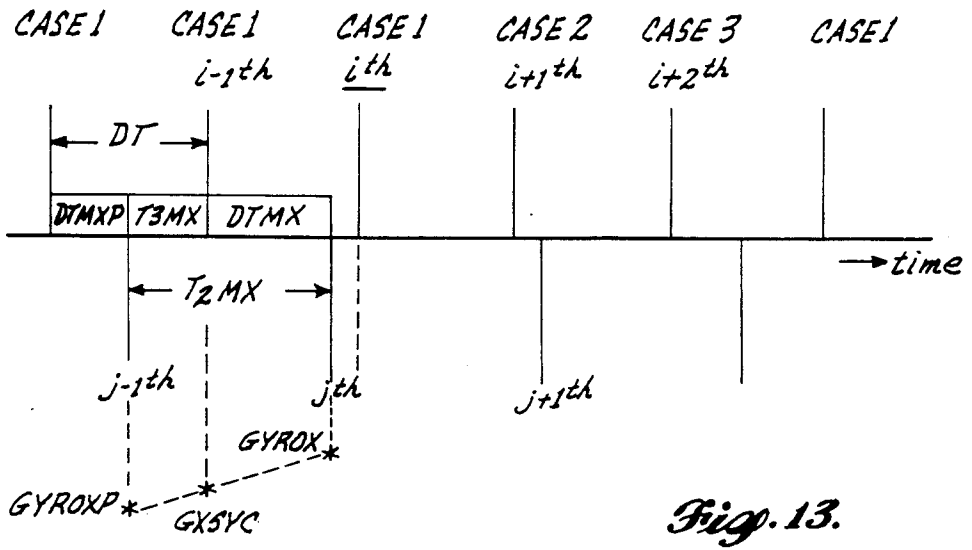 CASE 1 CASE 1 CASE 1 CASE 2 CASE 3 CASE 1
i-1th ith i+1th i+2th
DT
DTMXP T3MX DTMX
time
T2MX
j-1th jth j+1th
GYROX
GYROXP GXSYC
Fig. 13.